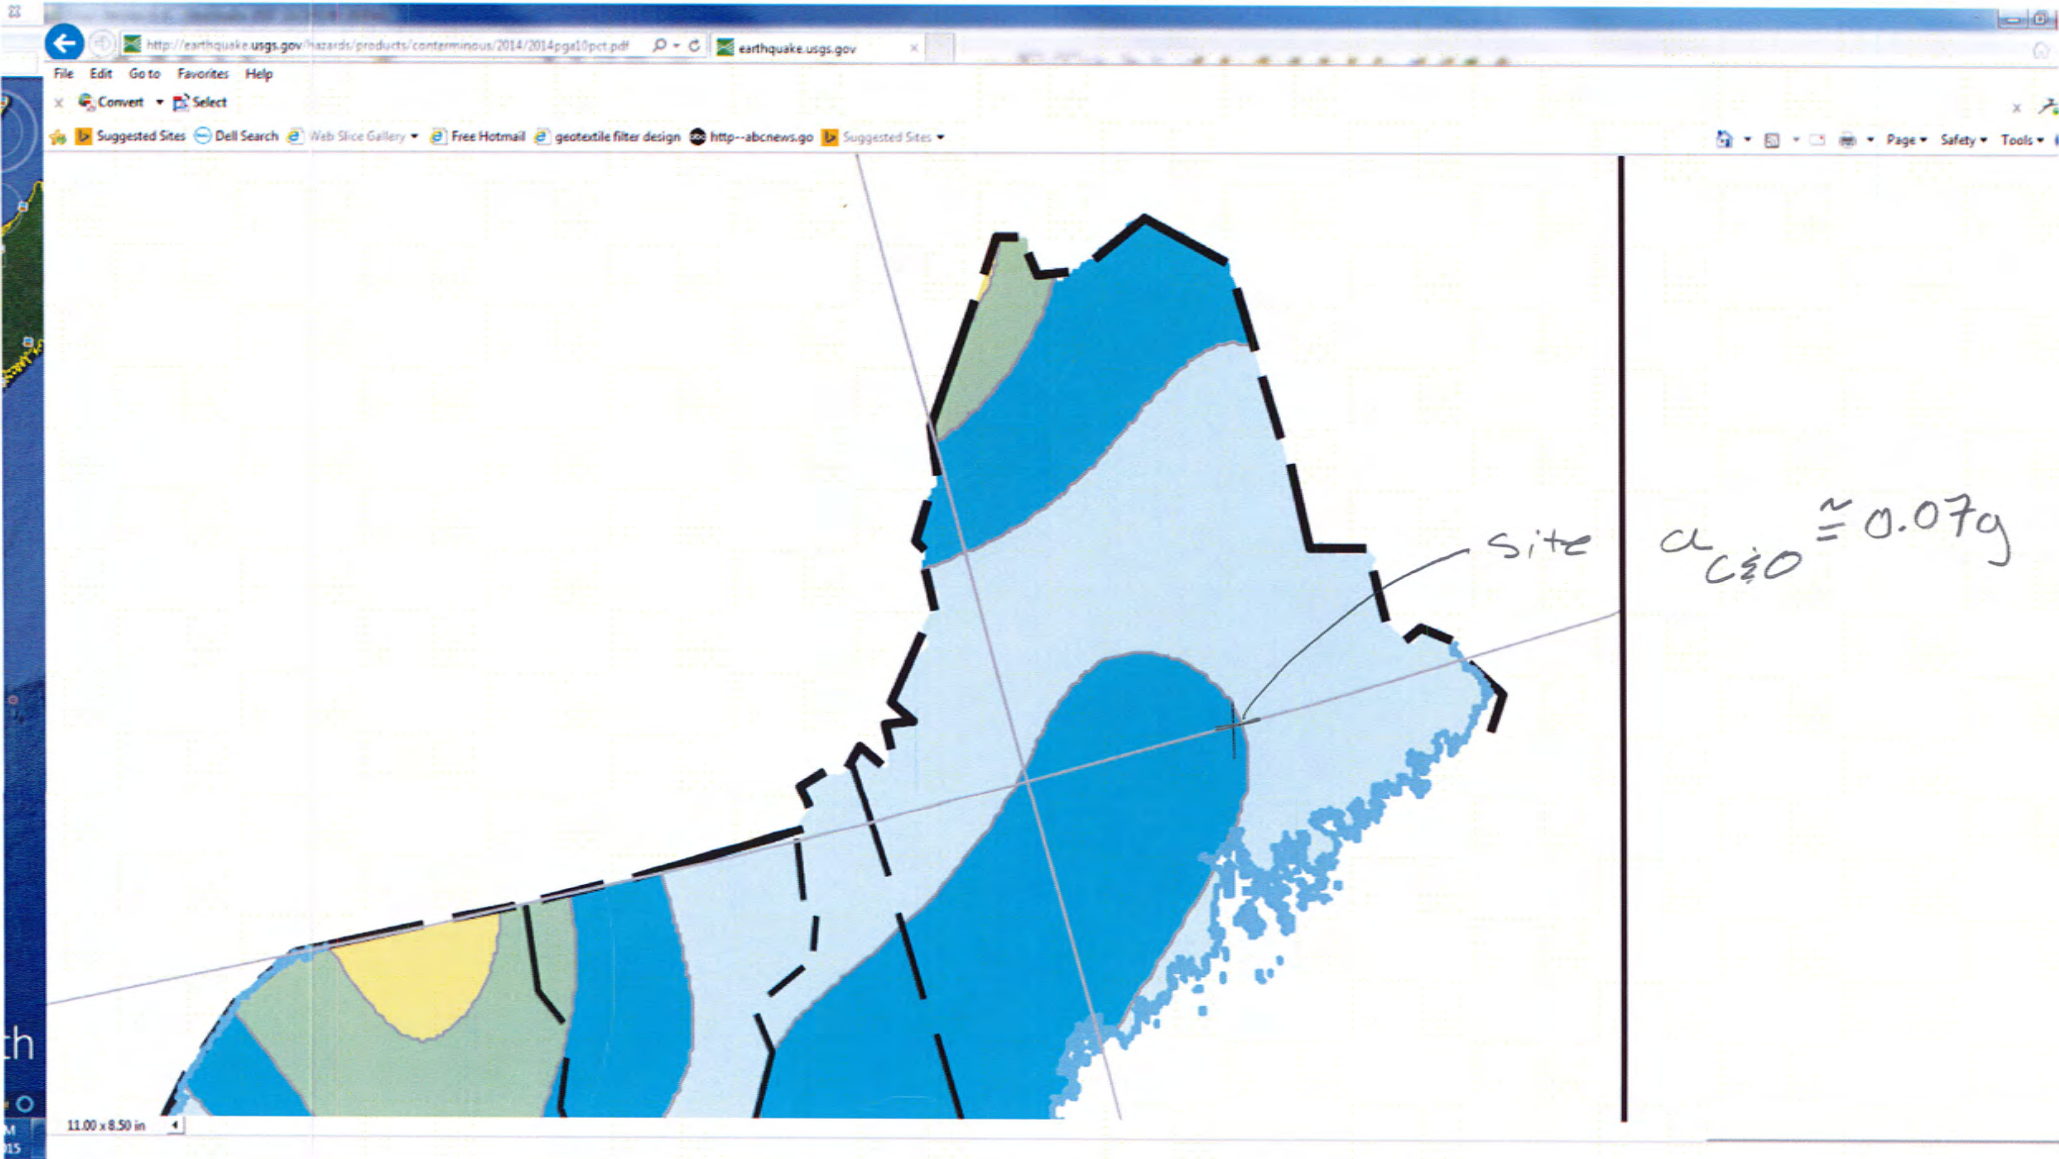 http://earthquake.usgs.gov/hazards/products/conterminous/2014/2014pga10pct.pdf
earthquake.usgs.gov
File Edit Go to Favorites Help
x Convert Select
Suggested Sites Dell Search Web Slice Gallery Free Hotmail geotextile filter design http--abcnews.go Suggested Sites
Page Safety Tools
site a C&O ≅ 0.07g
th
11.00 x 8.50 in
M
015